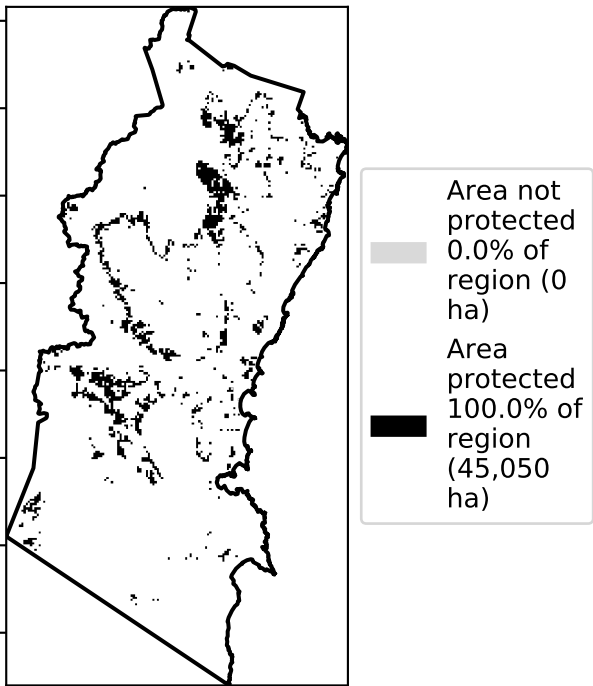 Area not
protected
0.0% of
region (0
ha)
Area
protected
100.0% of
region
(45,050
ha)